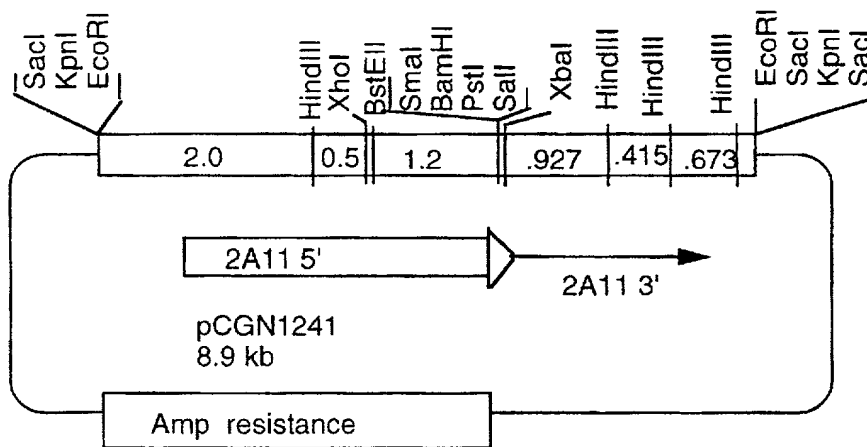 SacI
KpnI
EcoRI
HindIII
XhoI
BstEII
SmaI
BamHI
PstI
SalI
XbaI
HindIII
HindIII
HindIII
EcoRI
SacI
KpnI
SacI
2.0
0.5
1.2
.927
.415
.673
2A11 5'
2A11 3'
pCGN1241
8.9 kb
Amp resistance